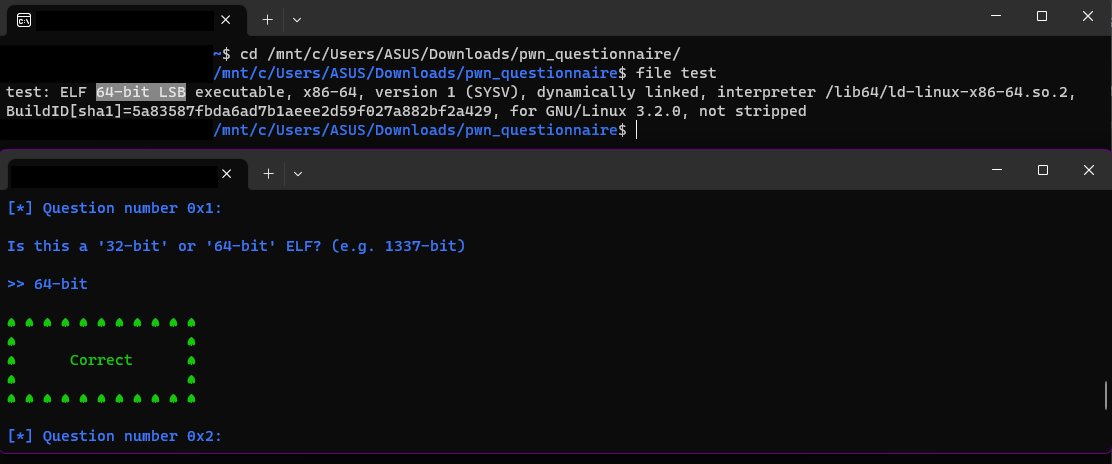 ~$ cd /mnt/c/Users/ASUS/Downloads/pwn_questionnaire/
/mnt/c/Users/ASUS/Downloads/pwn_questionnaire$ file test
test: ELF 64-bit LSB executable, x86-64, version 1 (SYSV), dynamically linked, interpreter /lib64/ld-linux-x86-64.so.2,
BuildID[sha1]=5a83587fbda6ad7b1aeee2d59f027a882bf2a429, for GNU/Linux 3.2.0, not stripped
/mnt/c/Users/ASUS/Downloads/pwn_questionnaire$
[*] Question number 0x1:
Is this a '32-bit' or '64-bit' ELF? (e.g. 1337-bit)
>> 64-bit
♠ ♠ ♠ ♠ ♠ ♠ ♠ ♠ ♠ ♠ ♠
♠ ♠
♠ Correct ♠
♠ ♠
♠ ♠ ♠ ♠ ♠ ♠ ♠ ♠ ♠ ♠ ♠
[*] Question number 0x2: